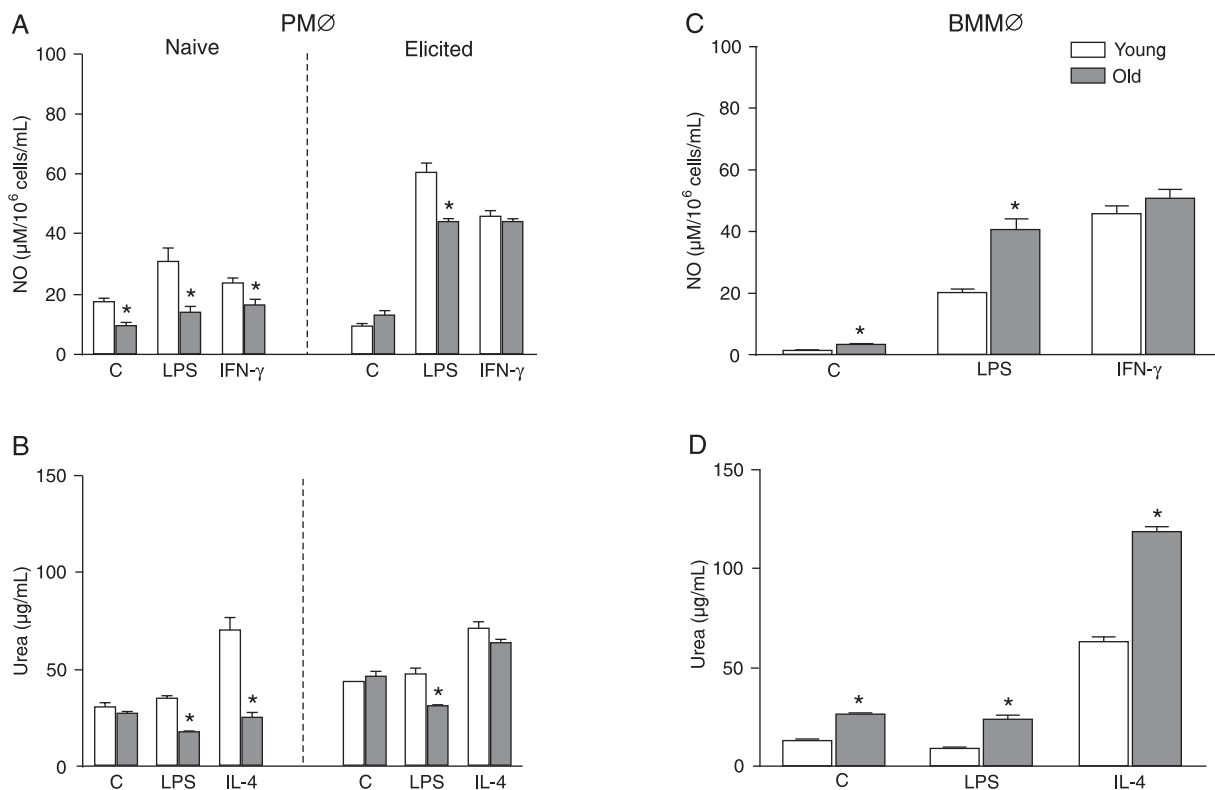 A
PMØ
Naive
Elicited
NO (µM/10⁶ cells/mL)
100
80
60
40
20
0
*
*
*
*
C
LPS
IFN-γ
C
LPS
IFN-γ
C
BMMØ
Young
Old
NO (µM/10⁶ cells/mL)
100
80
60
40
20
0
*
*
C
LPS
IFN-γ
B
Urea (µg/mL)
150
100
50
0
*
*
*
C
LPS
IL-4
C
LPS
IL-4
D
Urea (µg/mL)
150
100
50
0
*
*
*
C
LPS
IL-4